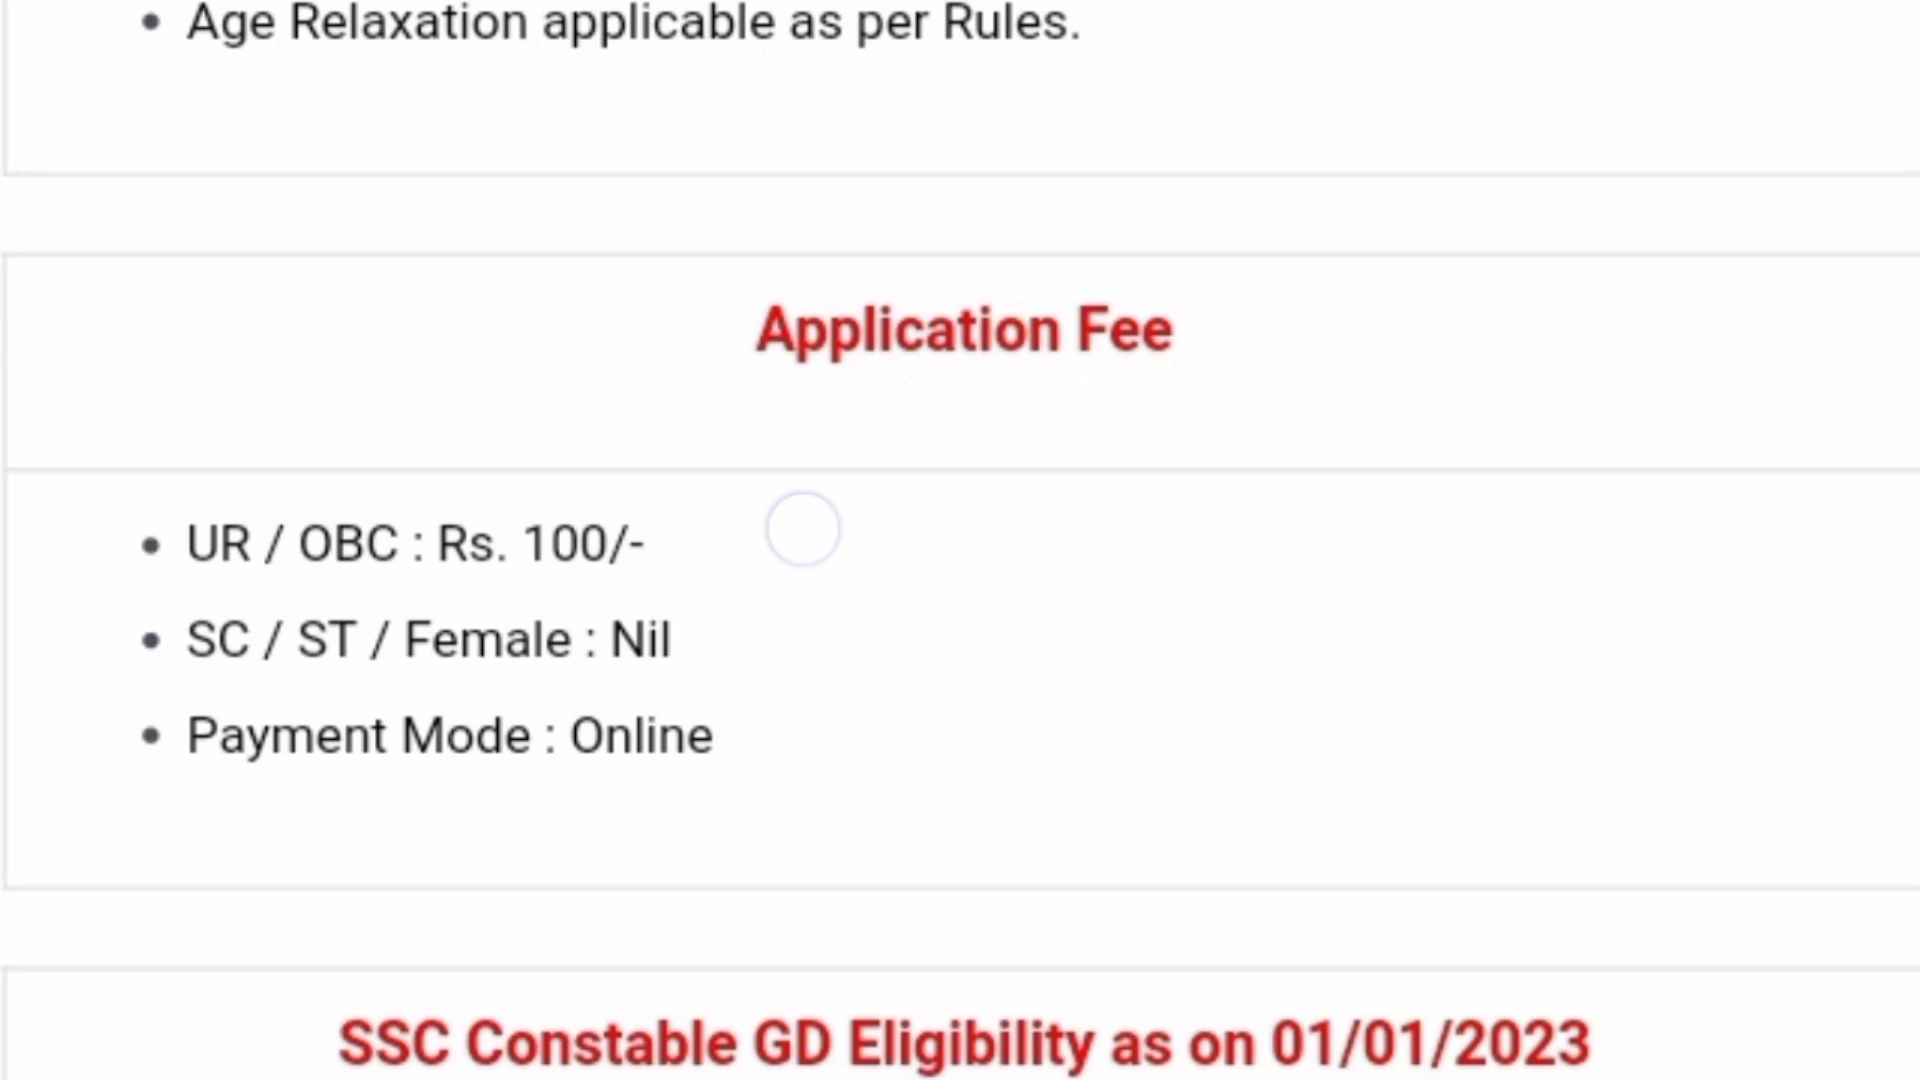 Age Relaxation applicable as per Rules.
Application Fee
UR / OBC : Rs. 100/-
SC / ST / Female : Nil
Payment Mode : Online
SSC Constable GD Eligibility as on 01/01/2023